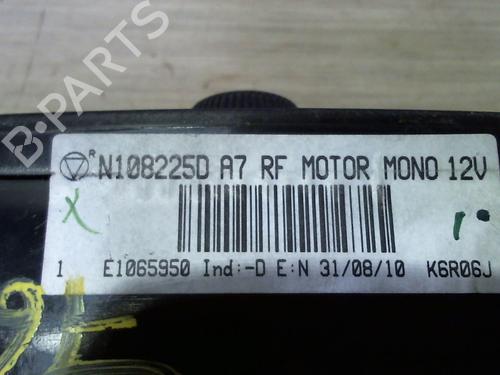 B-PARTS
R N108225D A7 RF MOTOR MONO 12V
1 E1065950 Ind:-D E:N 31/08/10 K6R06J